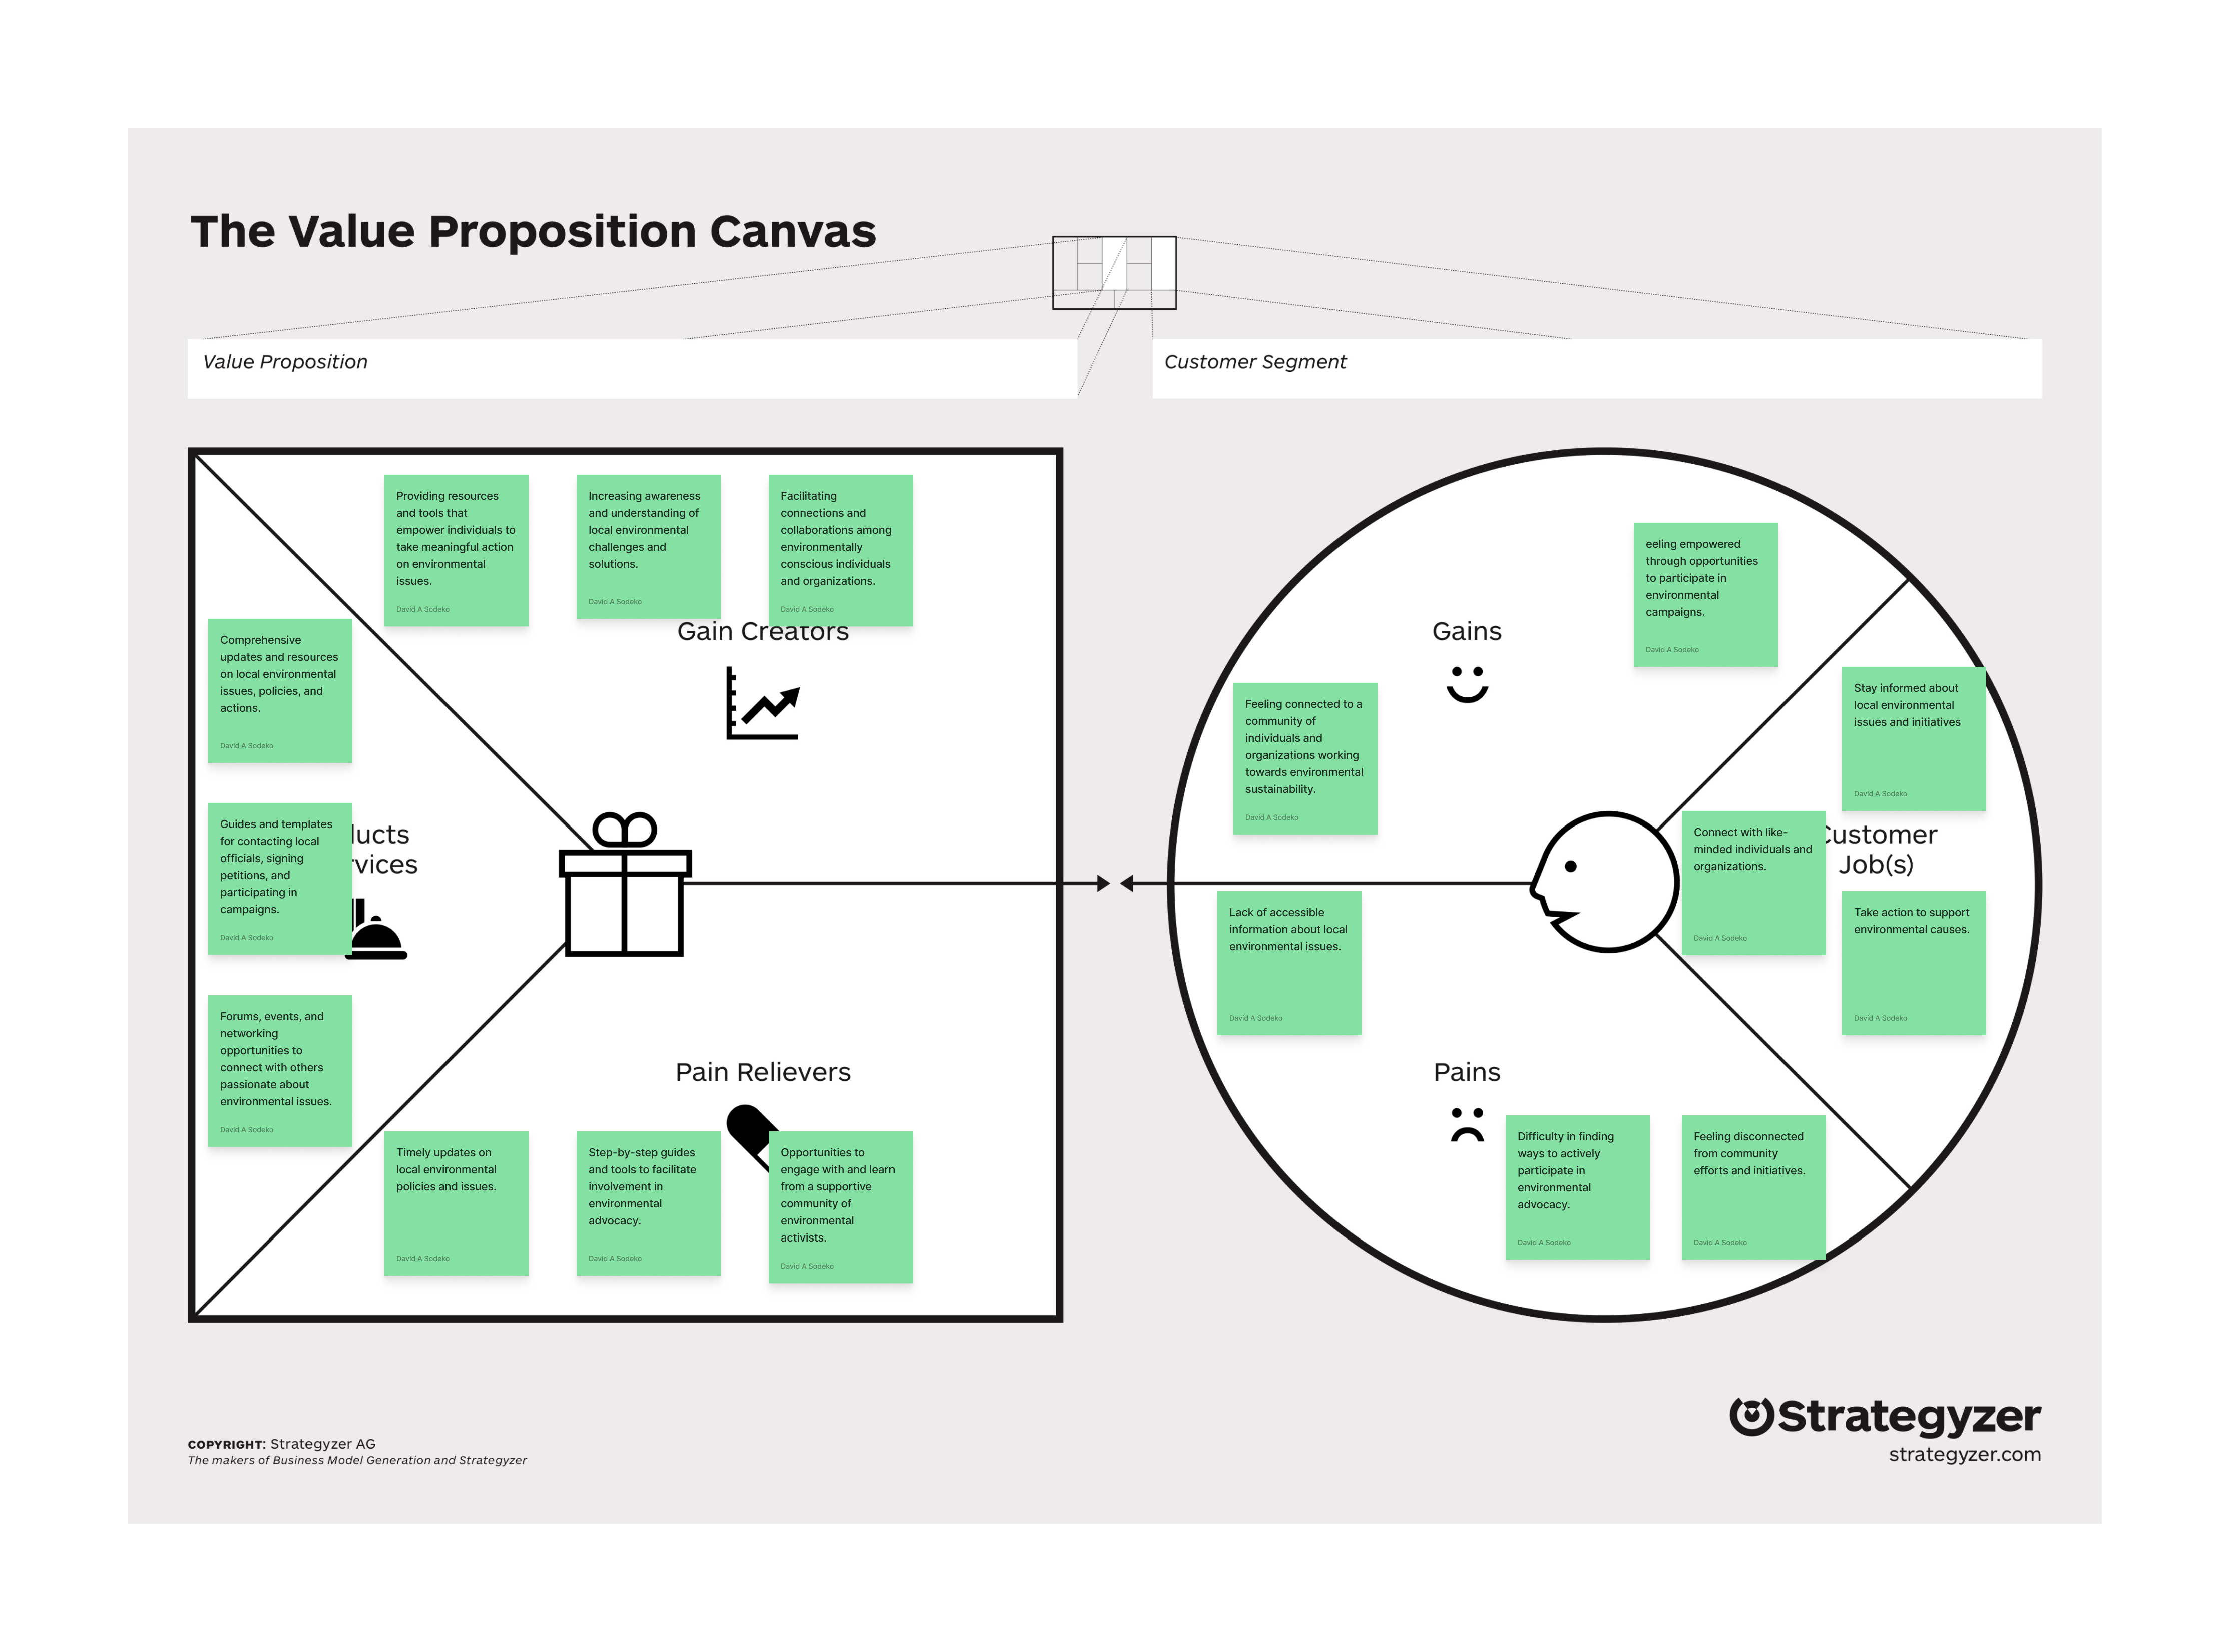 The Value Proposition Canvas
Value Proposition
Customer Segment
Providing resources
and tools that
empower individuals to
take meaningful action
on environmental
issues.
David A Sodeko
Increasing awareness
and understanding of
local environmental
challenges and
solutions.
David A Sodeko
Facilitating
connections and
collaborations among
environmentally
conscious individuals
and organizations.
David A Sodeko
Gain Creators
Comprehensive
updates and resources
on local environmental
issues, policies, and
actions.
David A Sodeko
Guides and templates
for contacting local
officials, signing
petitions, and
participating in
campaigns.
David A Sodeko
ducts
rvices
Forums, events, and
networking
opportunities to
connect with others
passionate about
environmental issues.
David A Sodeko
Pain Relievers
Timely updates on
local environmental
policies and issues.
David A Sodeko
Step-by-step guides
and tools to facilitate
involvement in
environmental
advocacy.
David A Sodeko
Opportunities to
engage with and learn
from a supportive
community of
environmental
activists.
David A Sodeko
eeling empowered
through opportunities
to participate in
environmental
campaigns.
David A Sodeko
Gains
Feeling connected to a
community of
individuals and
organizations working
towards environmental
sustainability.
David A Sodeko
Stay informed about
local environmental
issues and initiatives
David A Sodeko
Connect with like-
minded individuals and
organizations.
David A Sodeko
Customer
Job(s)
Take action to support
environmental causes.
David A Sodeko
Lack of accessible
information about local
environmental issues.
David A Sodeko
Pains
Difficulty in finding
ways to actively
participate in
environmental
advocacy.
David A Sodeko
Feeling disconnected
from community
efforts and initiatives.
David A Sodeko
COPYRIGHT: Strategyzer AG
The makers of Business Model Generation and Strategyzer
Strategyzer
strategyzer.com